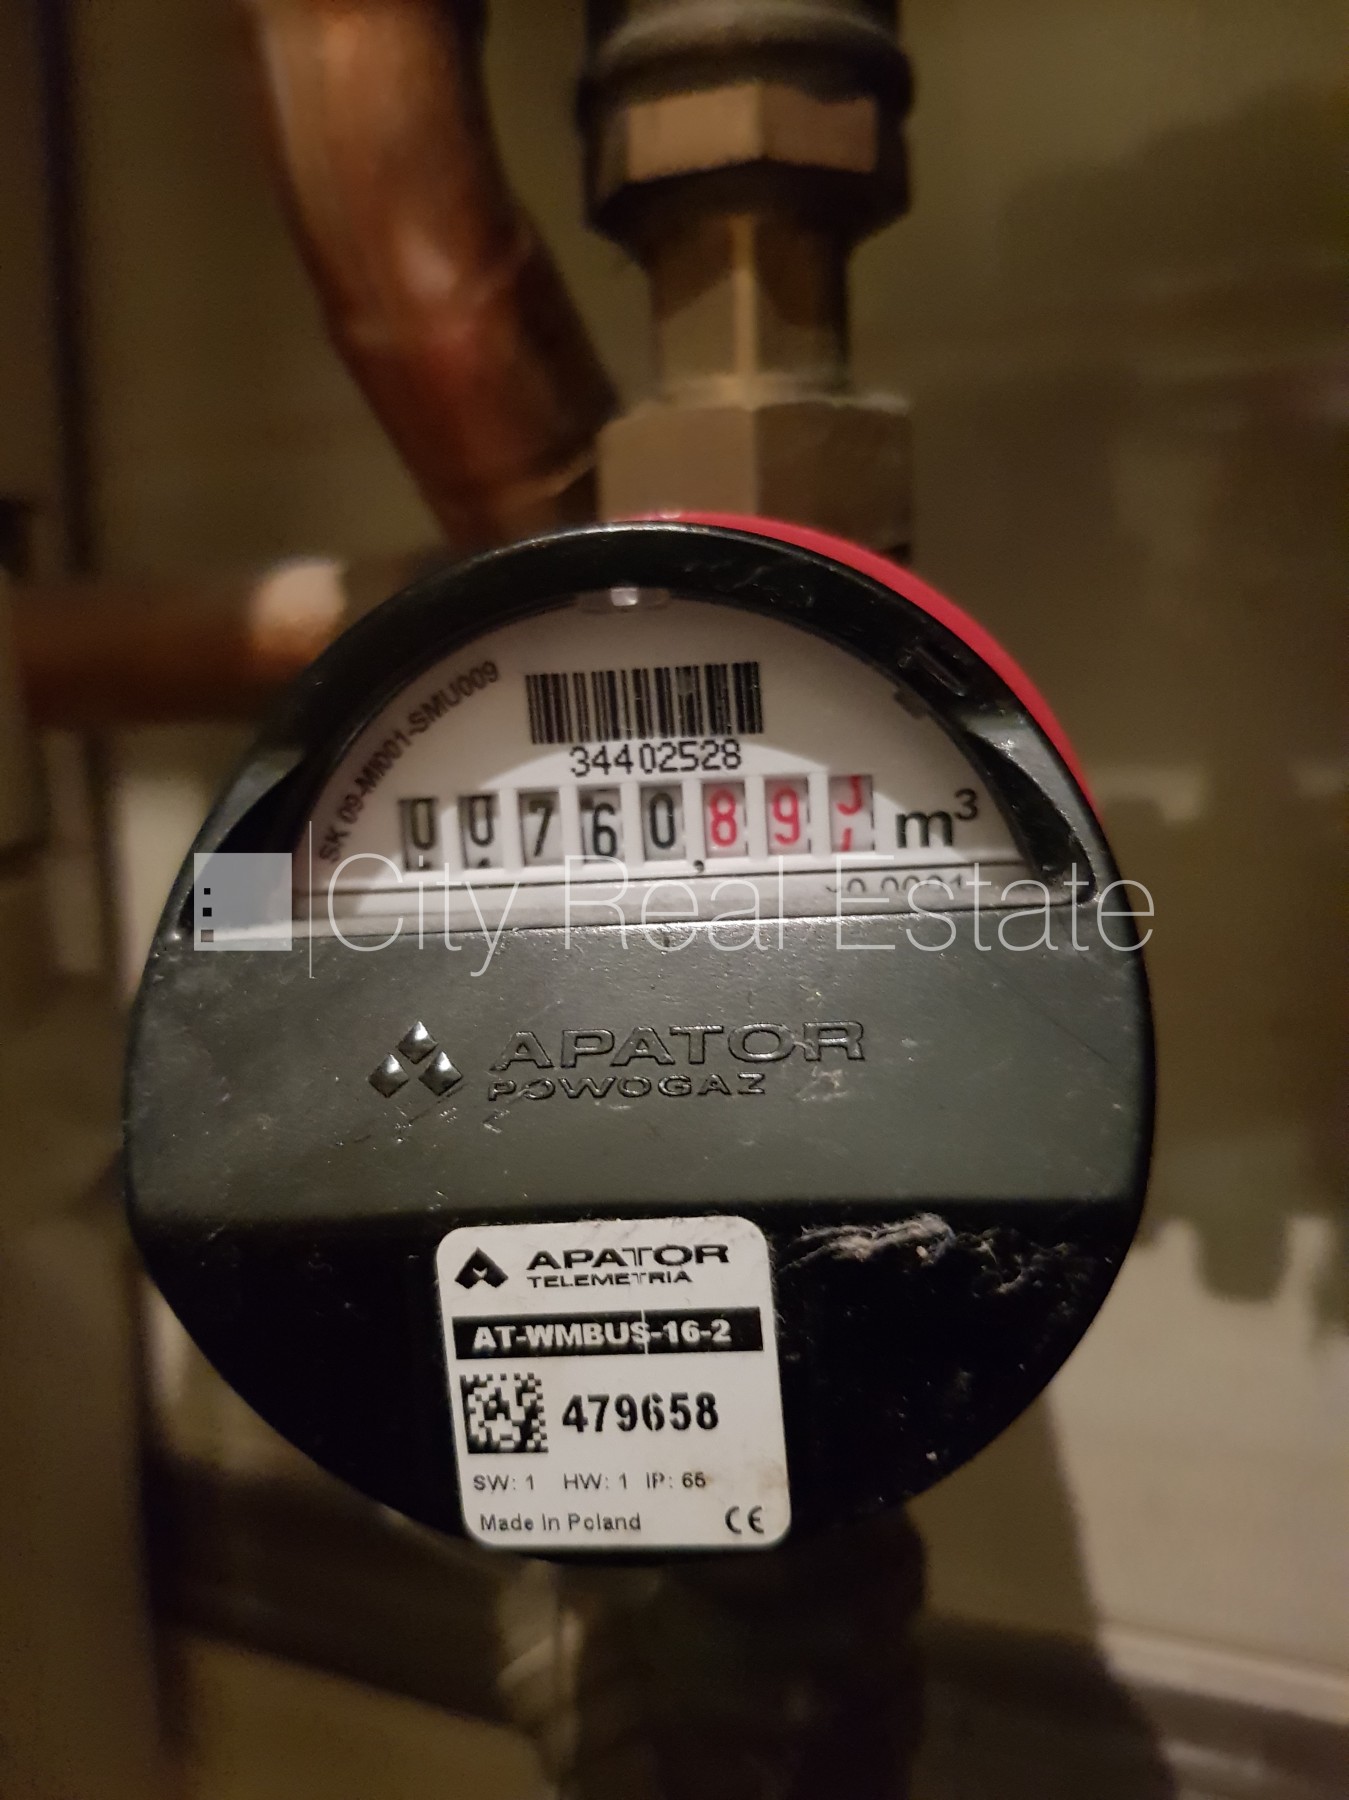 SK 09-MI001-SMU009
34402528
00760,89 m³
City Real Estate
APATOR
POWOGAZ
APATOR
TELEMETRIA
AT-WMBUS-16-2
479658
SW: 1 HW: 1 IP: 65
Made in Poland CE